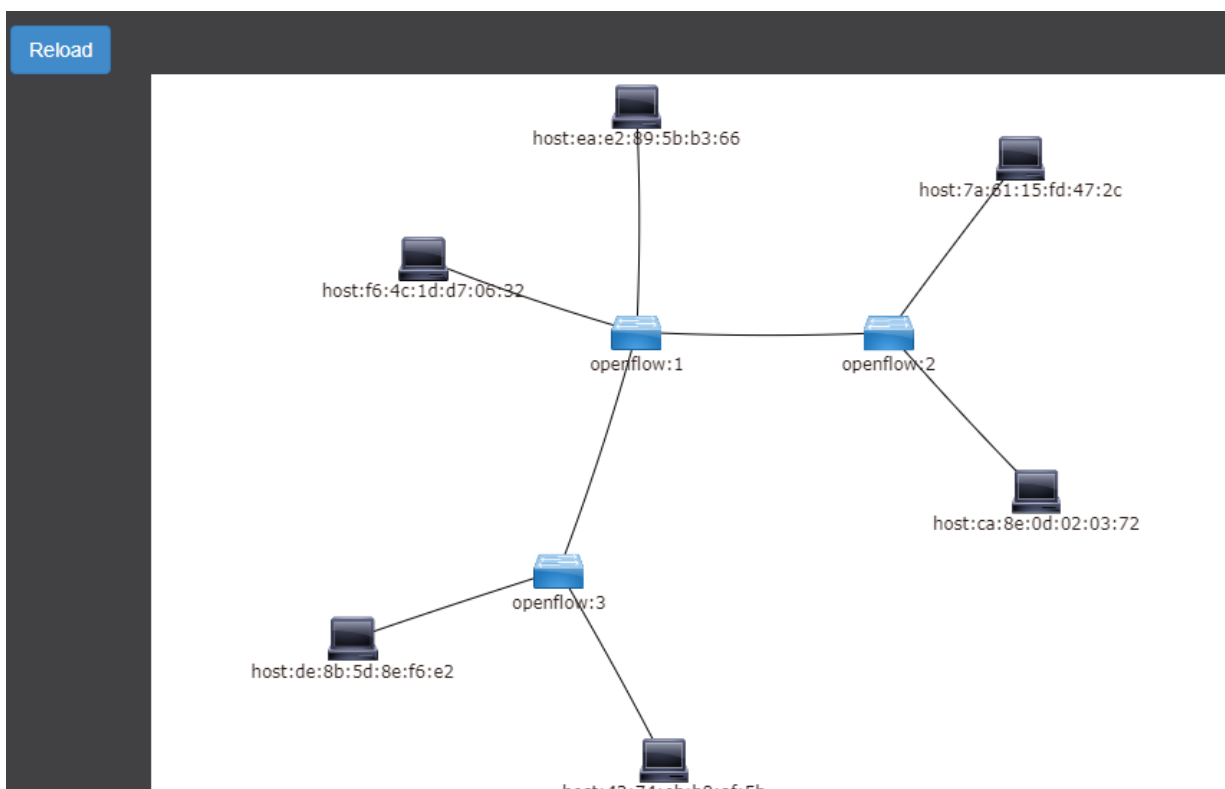 Reload
host:ea:e2:89:5b:b3:66
host:7a:61:15:fd:47:2c
host:f6:4c:1d:d7:06:32
openflow:1
openflow:2
host:ca:8e:0d:02:03:72
openflow:3
host:de:8b:5d:8e:f6:e2